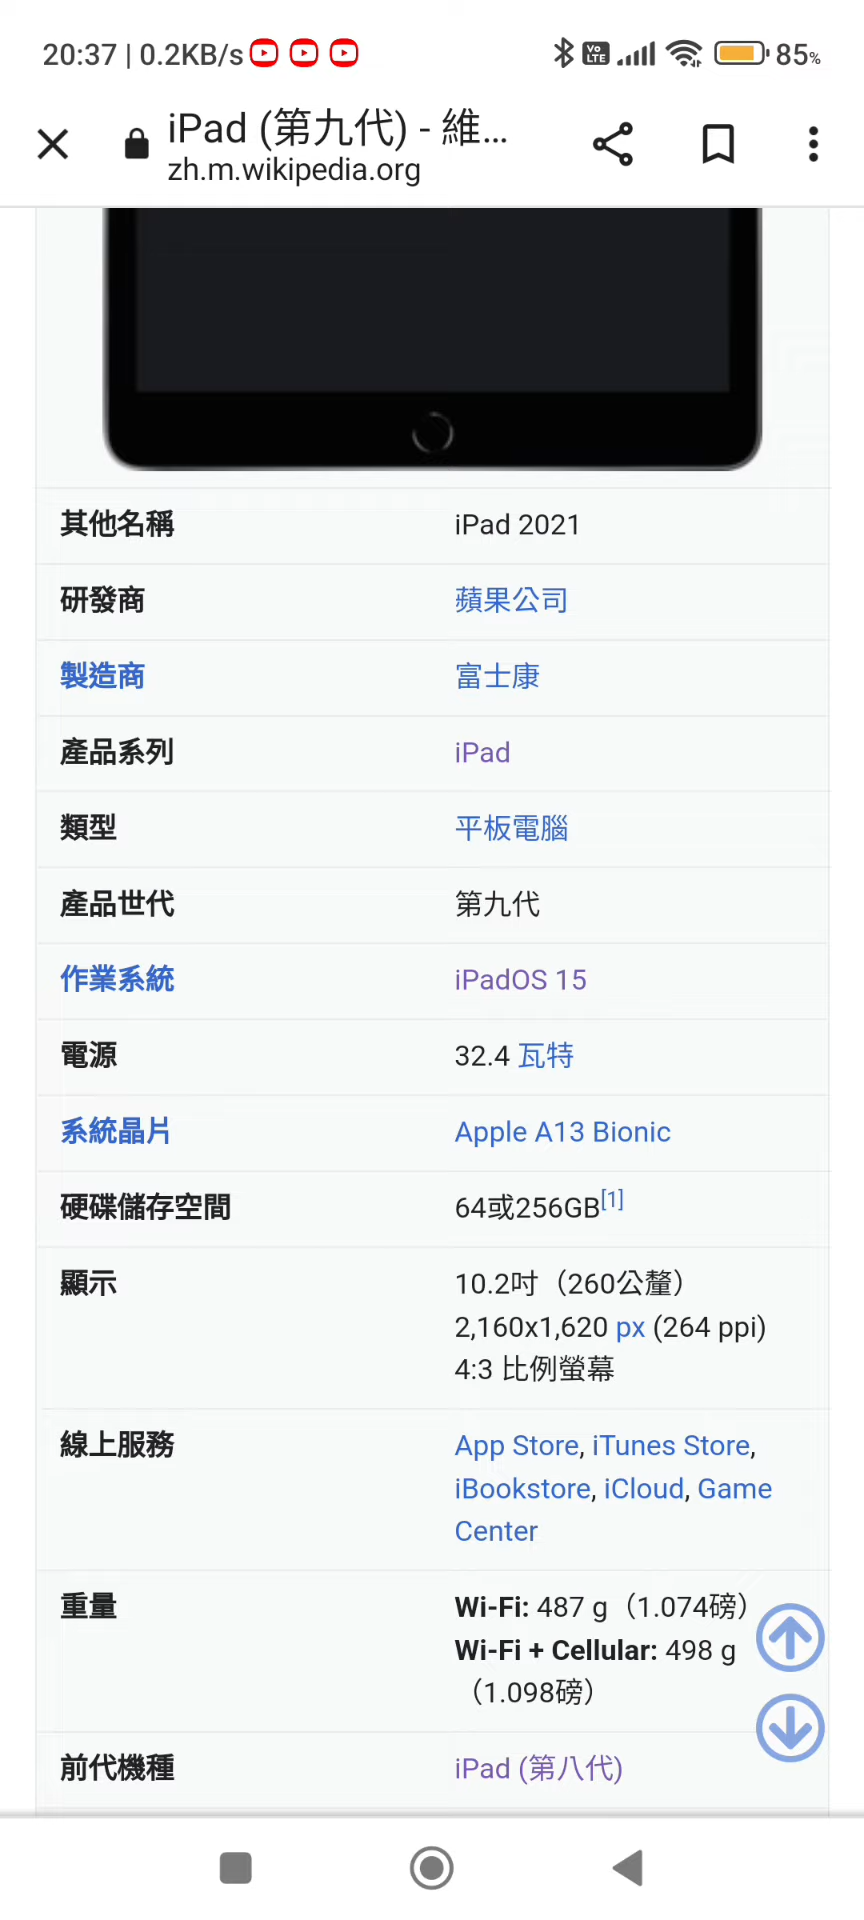 20:37 | 0.2KB/s Vo LTE 85%
iPad (第九代) - 維...
zh.m.wikipedia.org
其他名稱 iPad 2021
研發商 蘋果公司
製造商 富士康
產品系列 iPad
類型 平板電腦
產品世代 第九代
作業系統 iPadOS 15
電源 32.4 瓦特
系統晶片 Apple A13 Bionic
硬碟儲存空間 64或256GB[1]
顯示 10.2吋（260公釐）
2,160x1,620 px (264 ppi)
4:3 比例螢幕
線上服務 App Store, iTunes Store,
iBookstore, iCloud, Game
Center
重量 Wi-Fi: 487 g（1.074磅）
Wi-Fi + Cellular: 498 g
（1.098磅）
前代機種 iPad (第八代)